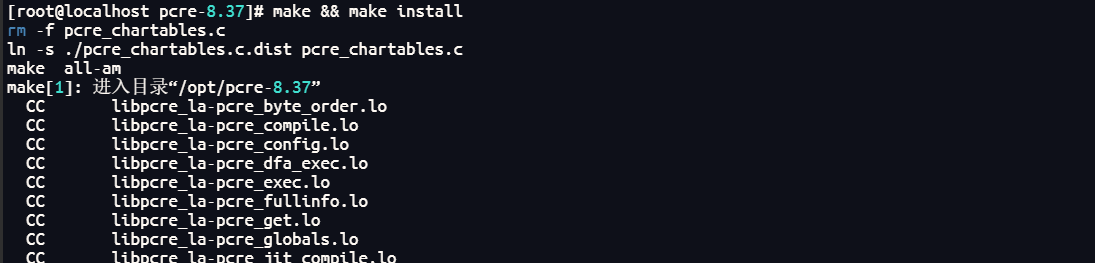 [root@localhost pcre-8.37]# make && make install
rm -f pcre_chartables.c
ln -s ./pcre_chartables.c.dist pcre_chartables.c
make  all-am
make[1]: 进入目录“/opt/pcre-8.37”
  CC       libpcre_la-pcre_byte_order.lo
  CC       libpcre_la-pcre_compile.lo
  CC       libpcre_la-pcre_config.lo
  CC       libpcre_la-pcre_dfa_exec.lo
  CC       libpcre_la-pcre_exec.lo
  CC       libpcre_la-pcre_fullinfo.lo
  CC       libpcre_la-pcre_get.lo
  CC       libpcre_la-pcre_globals.lo
  CC       libpcre_la-pcre_jit_compile.lo